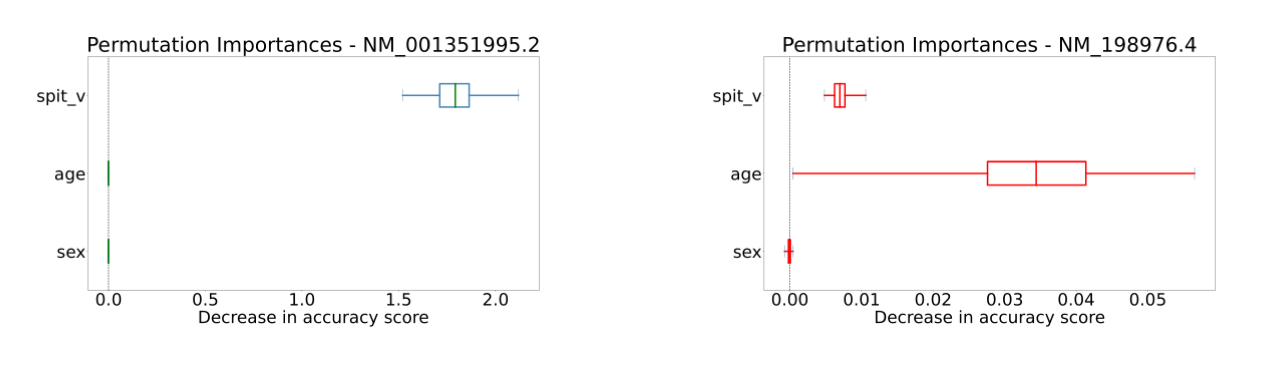 Permutation Importances - NM_001351995.2
spit_v
age
sex
0.0 0.5 1.0 1.5 2.0
Decrease in accuracy score
Permutation Importances - NM_198976.4
spit_v
age
sex
0.00 0.01 0.02 0.03 0.04 0.05
Decrease in accuracy score